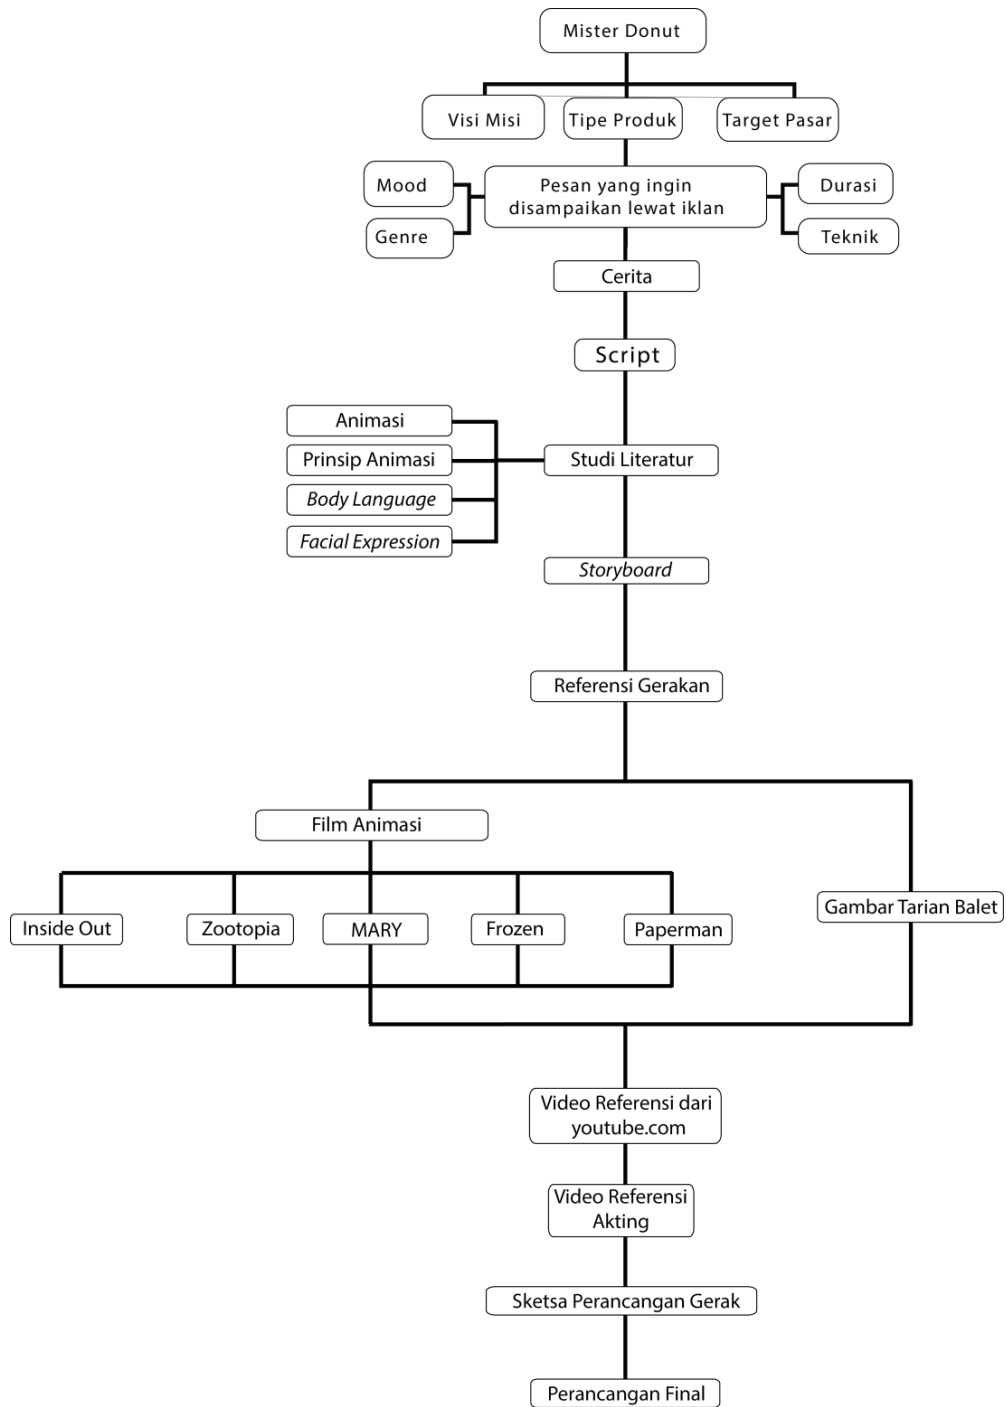 Mister Donut
Visi Misi
Tipe Produk
Target Pasar
Mood
Genre
Pesan yang ingin
disampaikan lewat iklan
Durasi
Teknik
Cerita
Script
Animasi
Prinsip Animasi
Body Language
Facial Expression
Studi Literatur
Storyboard
Referensi Gerakan
Film Animasi
Inside Out
Zootopia
MARY
Frozen
Paperman
Gambar Tarian Balet
Video Referensi dari
youtube.com
Video Referensi
Akting
Sketsa Perancangan Gerak
Perancangan Final